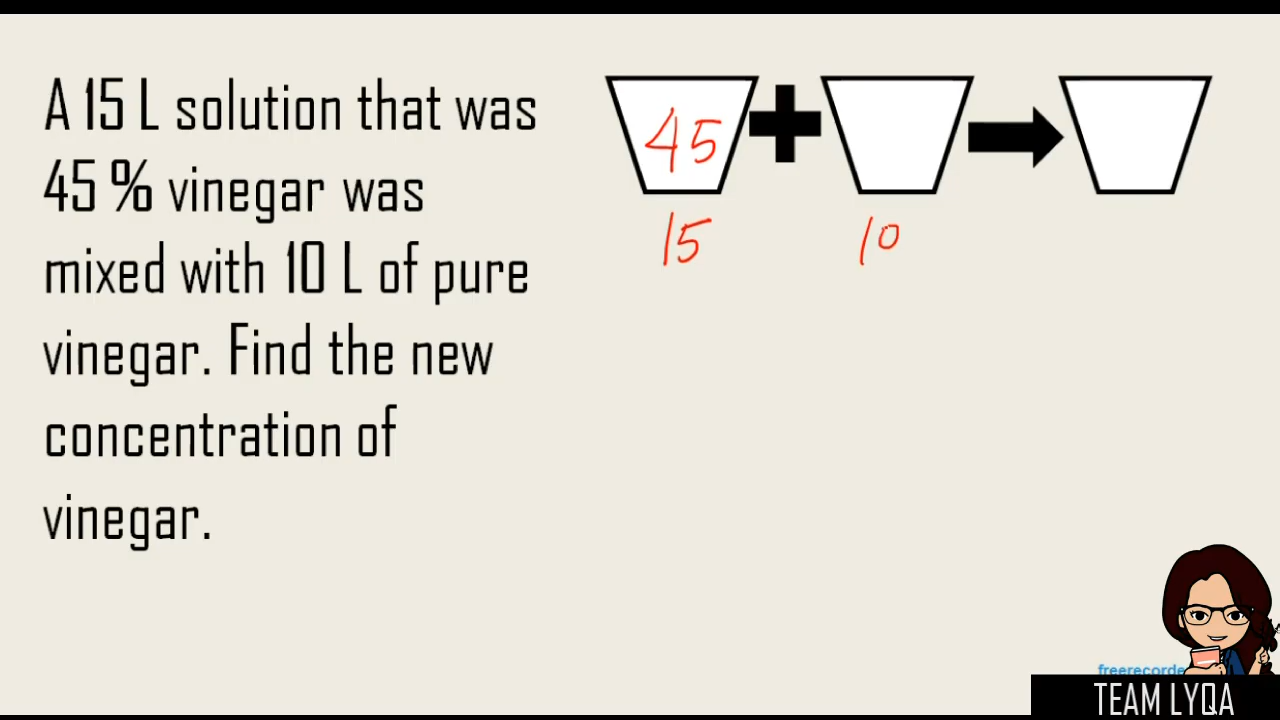 A 15 L solution that was
45 % vinegar was
mixed with 10 L of pure
vinegar. Find the new
concentration of
vinegar.
45
15
10
freerecorde
TEAM LYQA